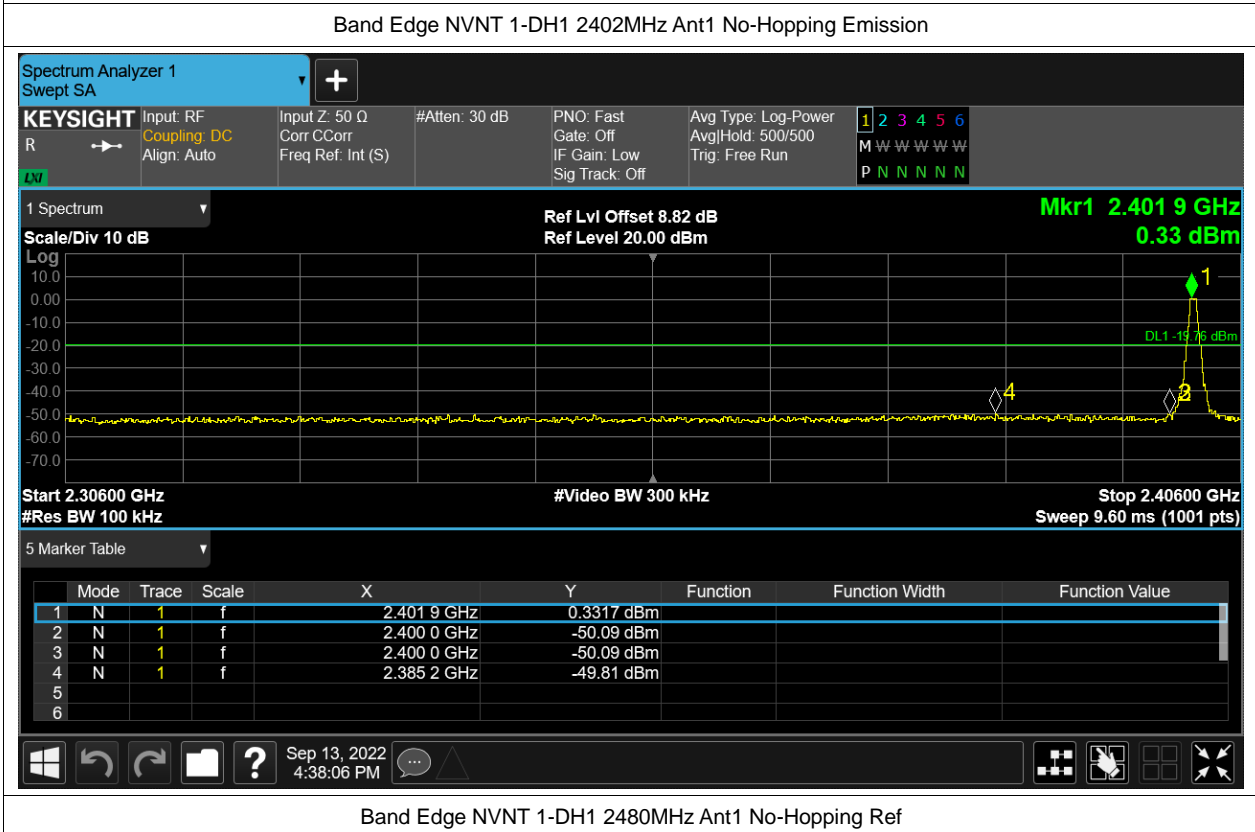 Band Edge NVNT 1-DH1 2402MHz Ant1 No-Hopping Emission
Spectrum Analyzer 1
Swept SA
KEYSIGHT
R
LXI
Input: RF
Coupling: DC
Align: Auto
Input Z: 50 Ω
Corr CCorr
Freq Ref: Int (S)
#Atten: 30 dB
PNO: Fast
Gate: Off
IF Gain: Low
Sig Track: Off
Avg Type: Log-Power
Avg|Hold: 500/500
Trig: Free Run
1 2 3 4 5 6
M W W W W W
P N N N N N
1 Spectrum
Scale/Div 10 dB
Ref Lvl Offset 8.82 dB
Ref Level 20.00 dBm
Mkr1 2.401 9 GHz
0.33 dBm
Log
10.0
0.00
-10.0
-20.0
-30.0
-40.0
-50.0
-60.0
-70.0
1
DL1 -19.76 dBm
4
Start 2.30600 GHz
#Res BW 100 kHz
#Video BW 300 kHz
Stop 2.40600 GHz
Sweep 9.60 ms (1001 pts)
5 Marker Table
Mode Trace Scale X Y Function Function Width Function Value
1 N 1 f 2.401 9 GHz 0.3317 dBm
2 N 1 f 2.400 0 GHz -50.09 dBm
3 N 1 f 2.400 0 GHz -50.09 dBm
4 N 1 f 2.385 2 GHz -49.81 dBm
5
6
?
Sep 13, 2022
4:38:06 PM
Band Edge NVNT 1-DH1 2480MHz Ant1 No-Hopping Ref